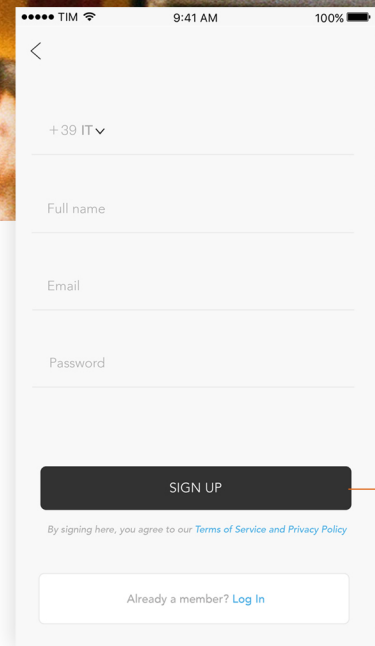 TIM 9:41 AM 100%
+39 IT
Full name
Email
Password
SIGN UP
By signing here, you agree to our Terms of Service and Privacy Policy
Already a member? Log In